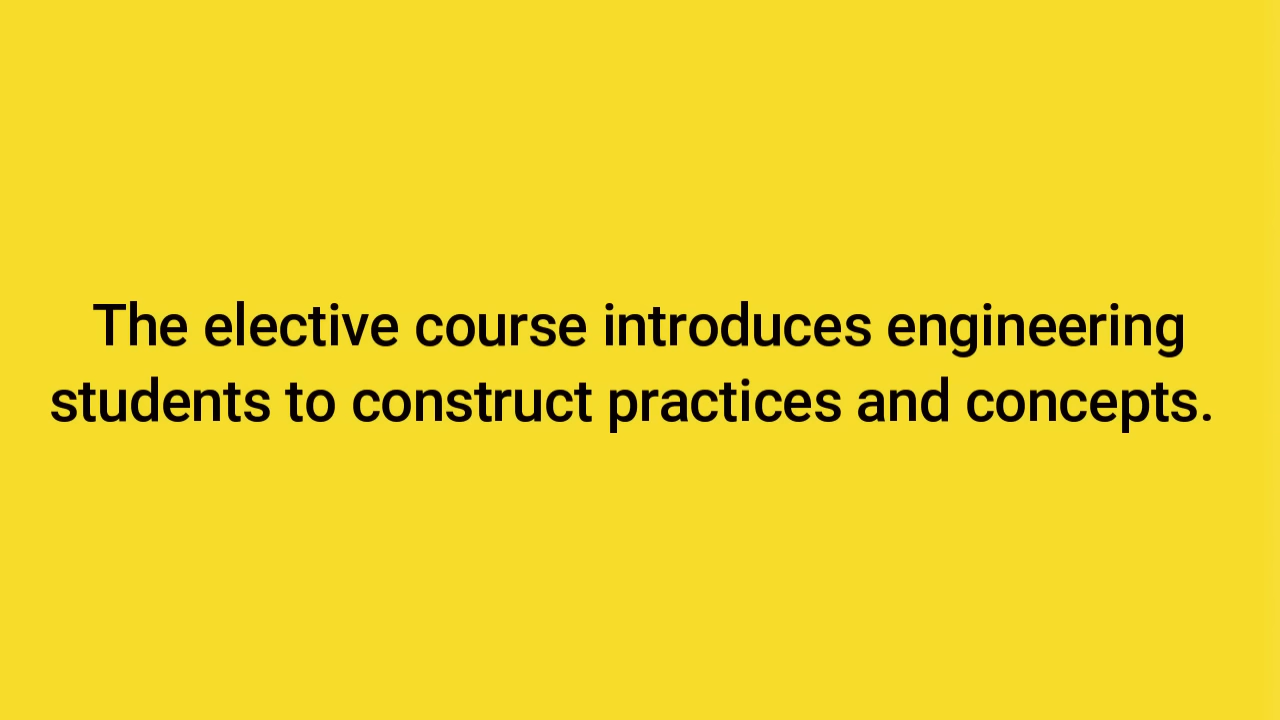 The elective course introduces engineering
students to construct practices and concepts.